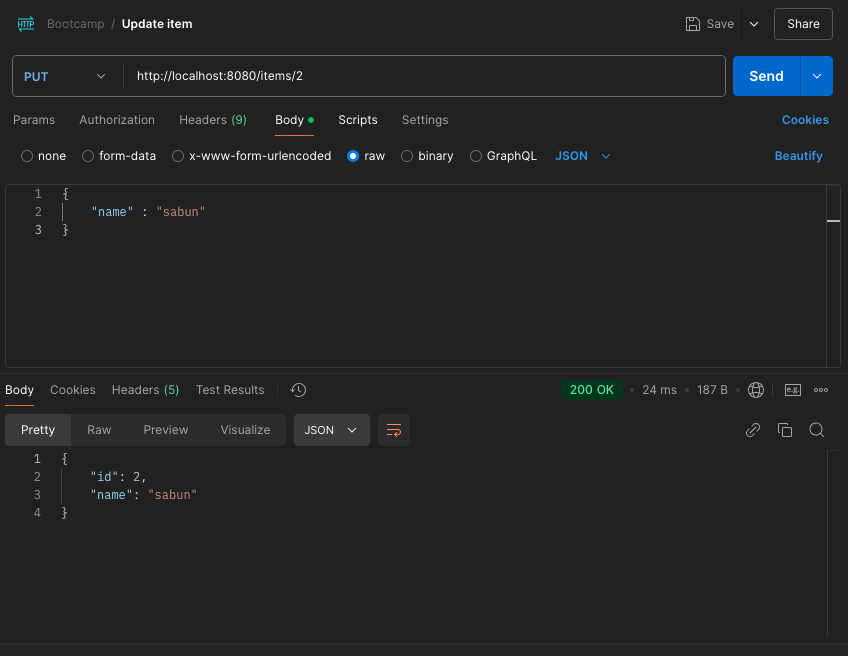 HTTP Bootcamp / Update item Save Share
PUT http://localhost:8080/items/2 Send
Params Authorization Headers (9) Body Scripts Settings Cookies
none form-data x-www-form-urlencoded raw binary GraphQL JSON Beautify
1 {
2 "name" : "sabun"
3 }
Body Cookies Headers (5) Test Results 200 OK • 24 ms • 187 B • e.g.
Pretty Raw Preview Visualize JSON
1 {
2 "id": 2,
3 "name": "sabun"
4 }